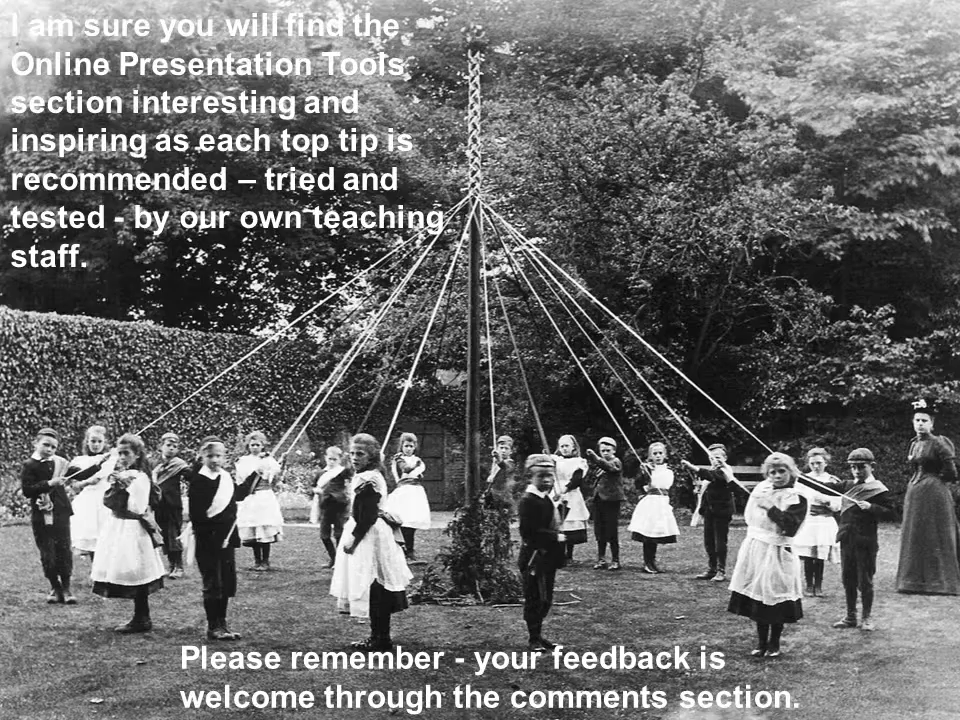 I am sure you will find the
Online Presentation Tools
section interesting and
inspiring as each top tip is
recommended – tried and
tested - by our own teaching
staff.
Please remember - your feedback is
welcome through the comments section.